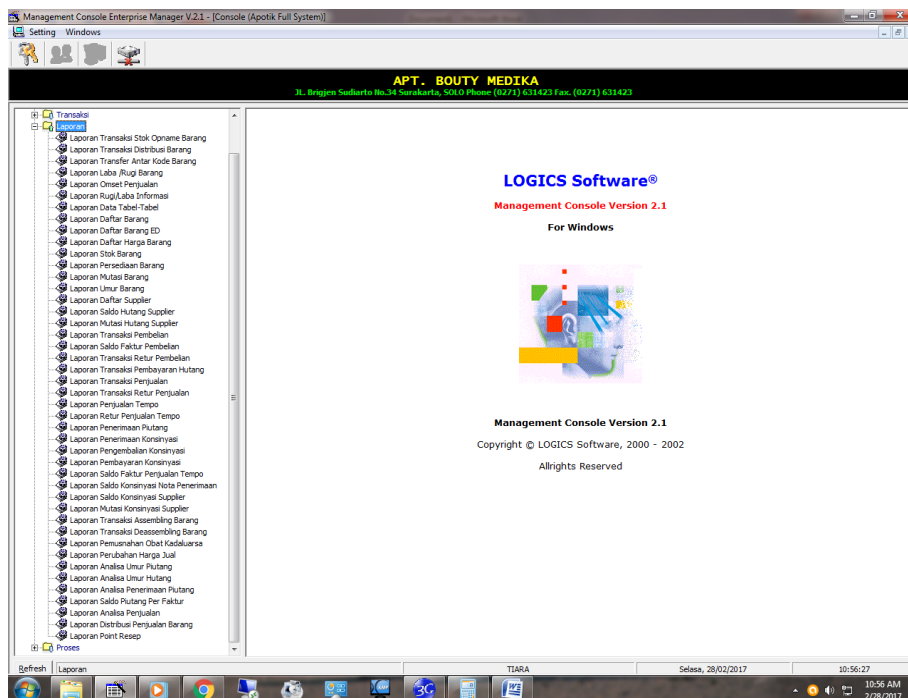 Management Console Enterprise Manager V.2.1 - [Console (Apotik Full System)]
Setting Windows
APT. BOUTY MEDIKA
JL. Brigjen Sudiarto No.34 Surakarta, SOLO Phone (0271) 631423 Fax. (0271) 631423
Transaksi
Laporan
Laporan Transaksi Stok Opname Barang
Laporan Transaksi Distribusi Barang
Laporan Transfer Antar Kode Barang
Laporan Laba /Rugi Barang
Laporan Omset Penjualan
Laporan Rugi/Laba Informasi
Laporan Data Tabel-Tabel
Laporan Daftar Barang
Laporan Daftar Barang ED
Laporan Daftar Harga Barang
Laporan Stok Barang
Laporan Persediaan Barang
Laporan Mutasi Barang
Laporan Umur Barang
Laporan Daftar Supplier
Laporan Saldo Hutang Supplier
Laporan Mutasi Hutang Supplier
Laporan Transaksi Pembelian
Laporan Saldo Faktur Pembelian
Laporan Transaksi Retur Pembelian
Laporan Transaksi Pembayaran Hutang
Laporan Transaksi Penjualan
Laporan Transaksi Retur Penjualan
Laporan Penjualan Tempo
Laporan Retur Penjualan Tempo
Laporan Penerimaan Piutang
Laporan Penerimaan Konsinyasi
Laporan Pengembalian Konsinyasi
Laporan Pembayaran Konsinyasi
Laporan Saldo Faktur Penjualan Tempo
Laporan Saldo Konsinyasi Nota Penerimaan
Laporan Saldo Konsinyasi Supplier
Laporan Mutasi Konsinyasi Supplier
Laporan Transaksi Assembling Barang
Laporan Transaksi Deassembling Barang
Laporan Pemusnahan Obat Kadaluarsa
Laporan Perubahan Harga Jual
Laporan Analisa Umur Piutang
Laporan Analisa Umur Hutang
Laporan Analisa Penerimaan Piutang
Laporan Saldo Piutang Per Faktur
Laporan Analisa Penjualan
Laporan Distribusi Penjualan Barang
Laporan Point Resep
Proses
LOGICS Software®
Management Console Version 2.1
For Windows
Management Console Version 2.1
Copyright © LOGICS Software, 2000 - 2002
Allrights Reserved
Refresh Laporan TIARA Selasa, 28/02/2017 10:56:27
3G
10:56 AM
2/28/2017